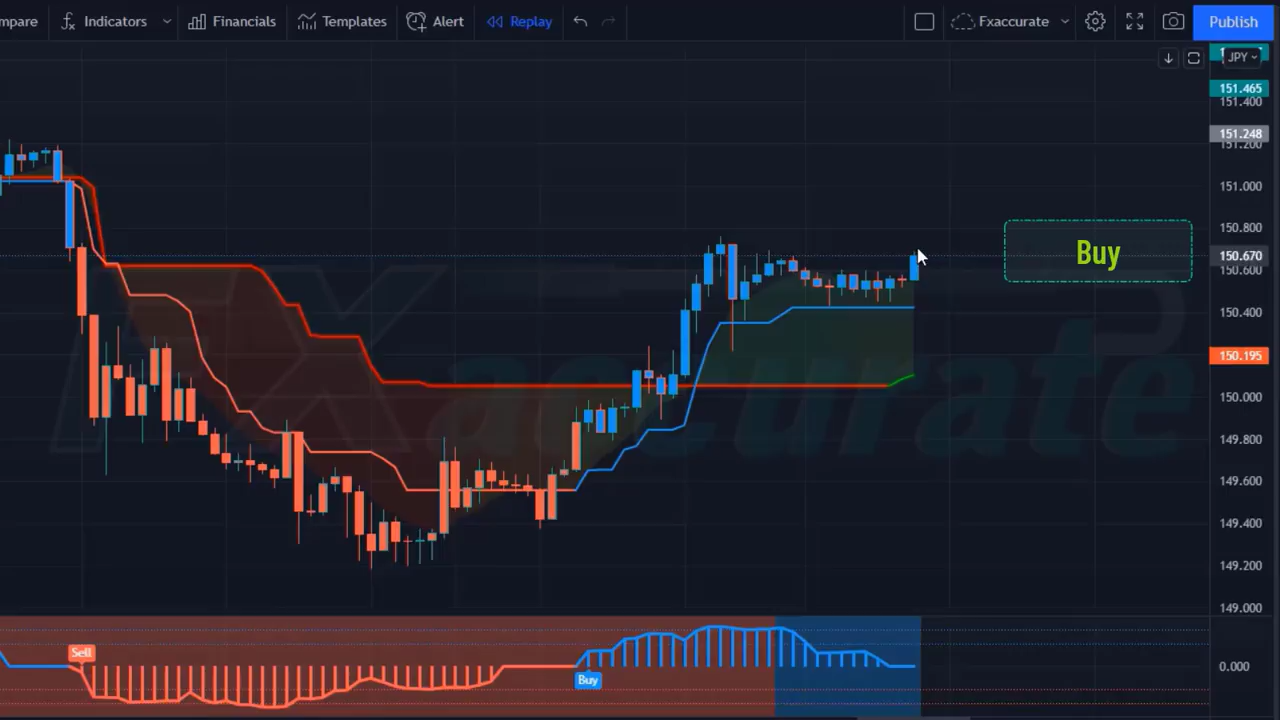 mpare
Indicators
Financials
Templates
Alert
Replay
Fxaccurate
Publish
JPY
151.465
151.400
151.248
151.200
151.000
150.800
150.670
150.600
150.400
150.195
150.000
149.800
149.600
149.400
149.200
149.000
0.000
Buy
FX accurate
Sell
Buy